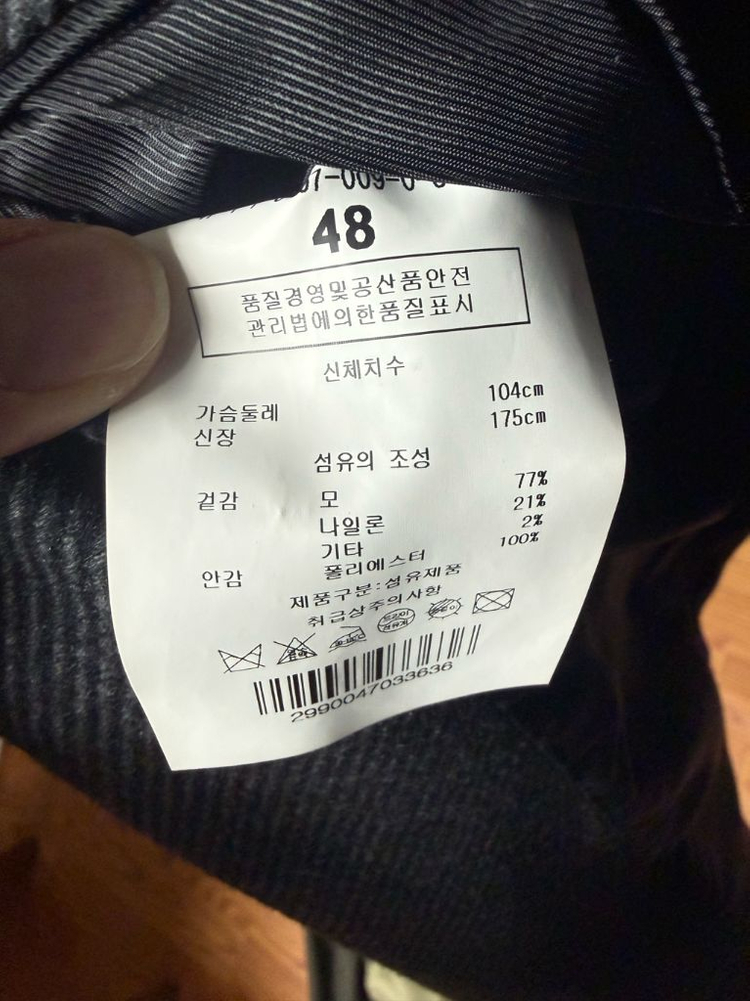 48
품질경영및공산품안전
관리법에의한품질표시
신체치수
가슴둘레 104cm
신장 175cm
섬유의 조성
겉감 모 77%
나일론 21%
기타 2%
안감 폴리에스터 100%
제품구분:섬유제품
취급상주의사항
2990047033636